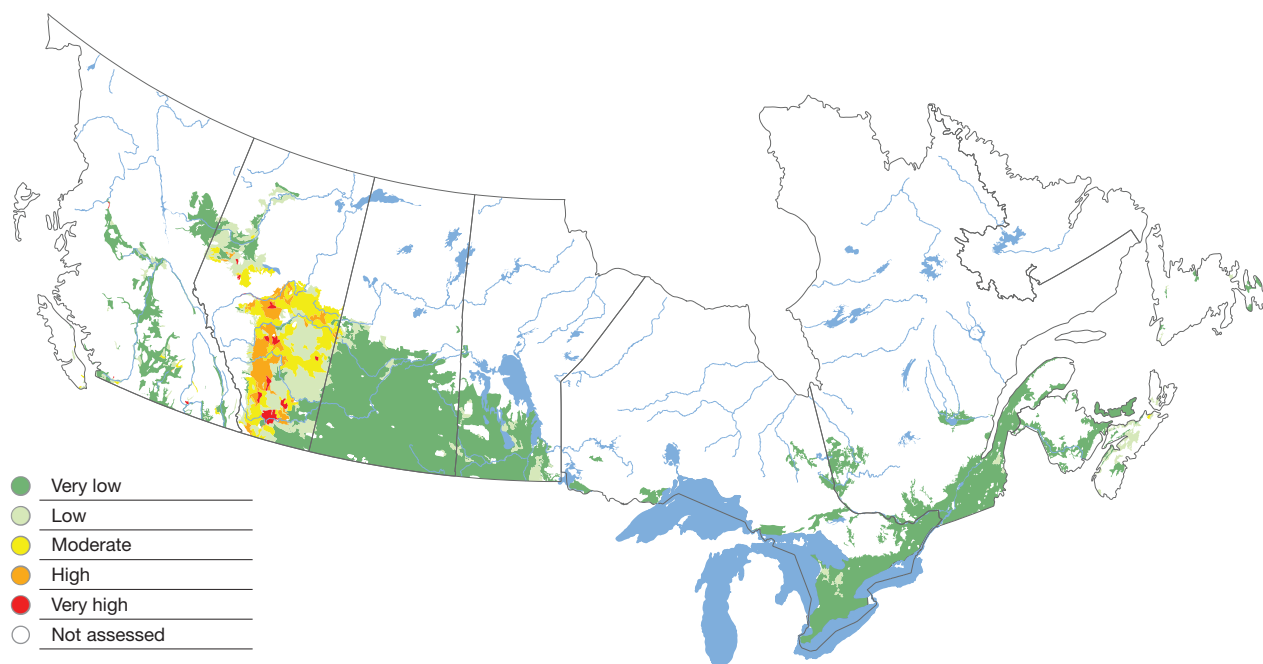 Very low
Low
Moderate
High
Very high
Not assessed